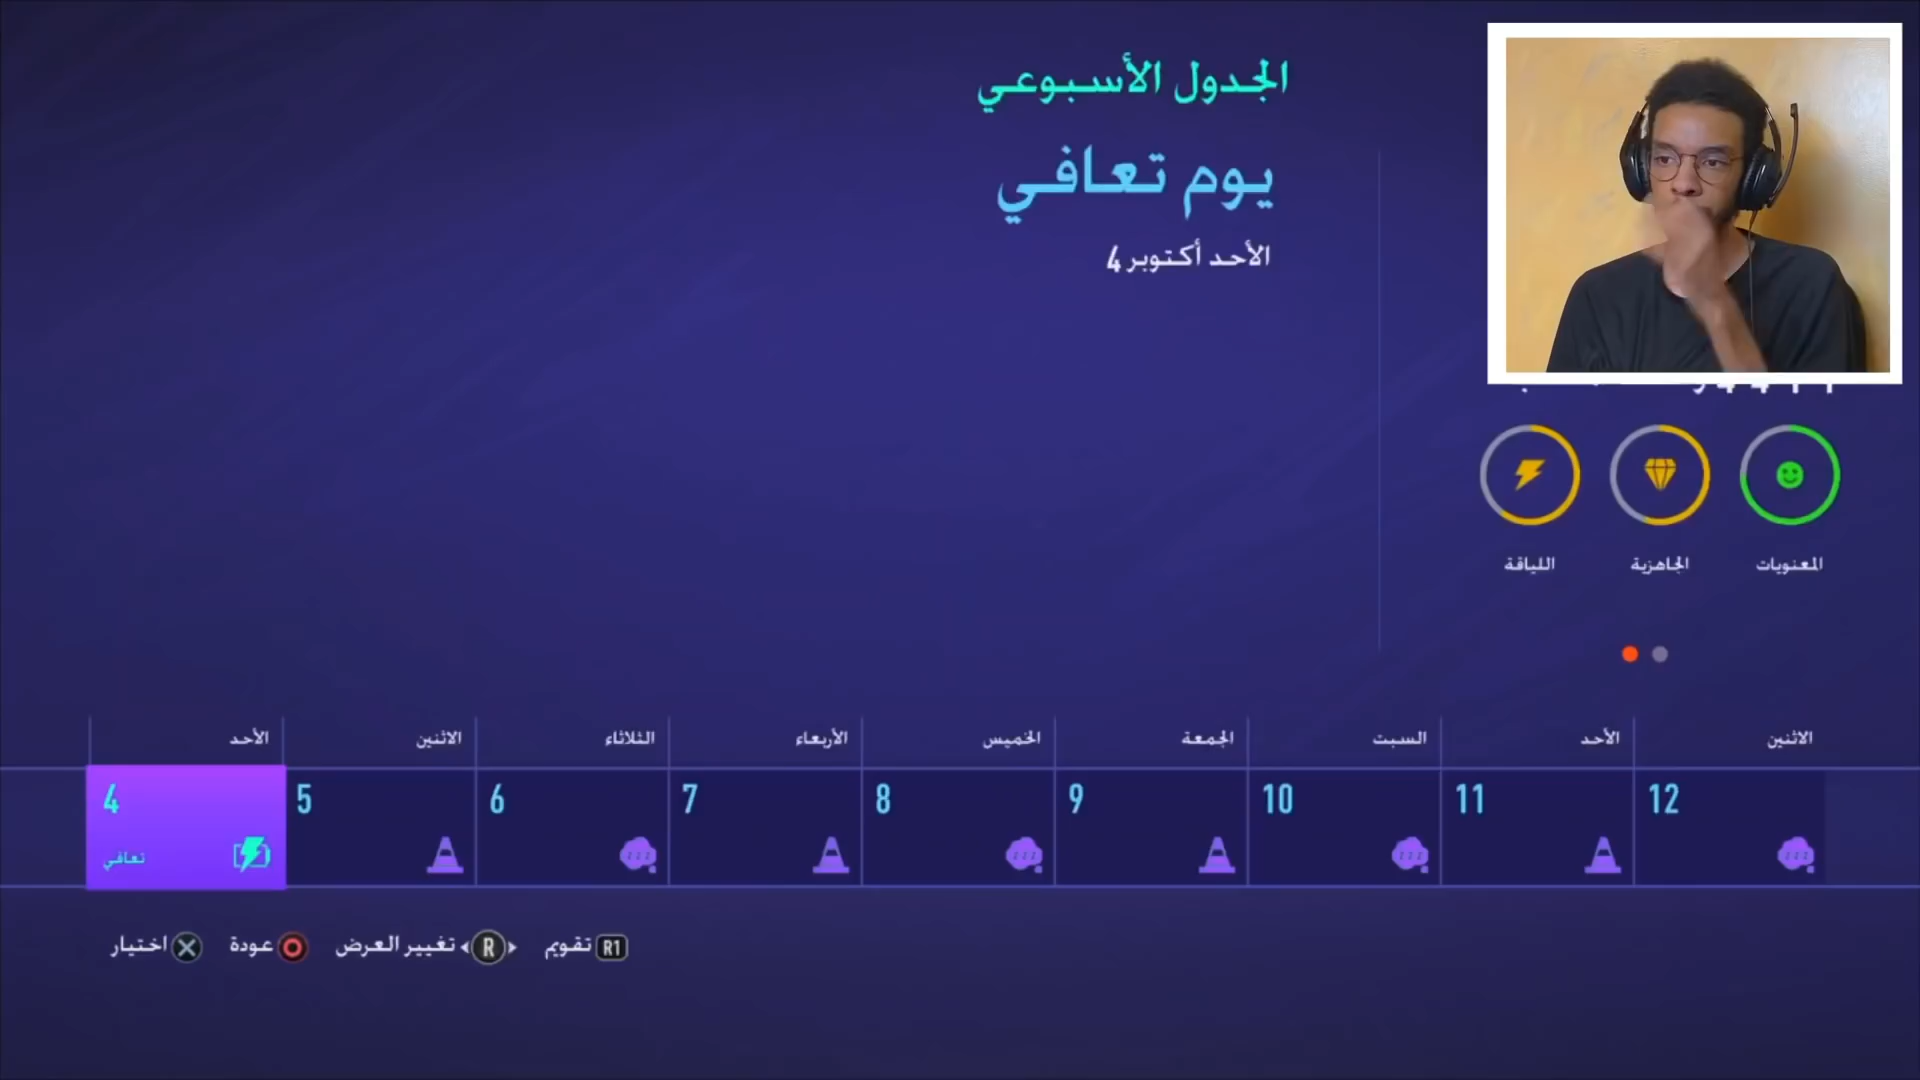 الجدول الأسبوعي
يوم تعافي
الأحد أكتوبر 4
اللياقة الجاهزية المعنويات
الأحد الاثنين الثلاثاء الأربعاء الخميس الجمعة السبت الأحد الاثنين
4 5 6 7 8 9 10 11 12
تعافي
اختيار عودة تغيير العرض R تقويم R1